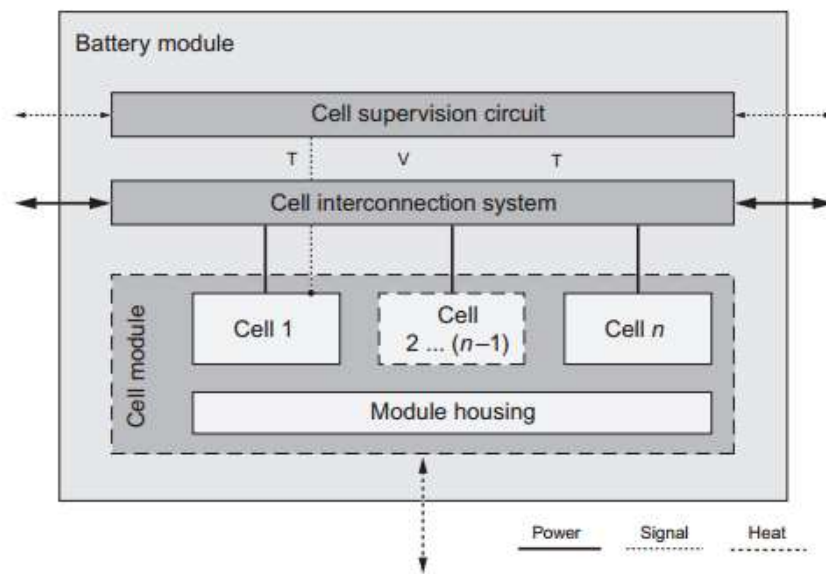 Battery module
Cell supervision circuit
T V T
Cell interconnection system
Cell module
Cell 1
Cell
2 ... (n–1)
Cell n
Module housing
Power Signal Heat